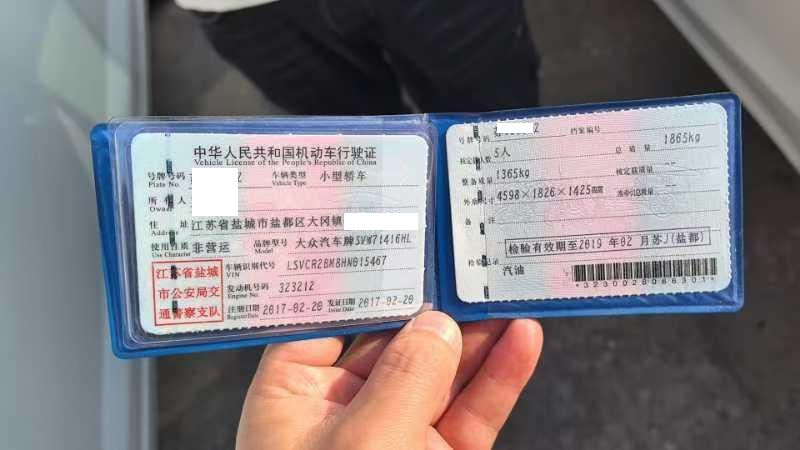 中华人民共和国机动车行驶证
Vehicle License of the People's Republic of China
号牌号码 Z 车辆类型 小型轿车
Plate No. Vehicle Type
所有人
Owner
住址 江苏省盐城市盐都区大冈镇
Address
使用性质 非营运 品牌型号 大众汽车牌SVW71416HL
Use Character Model
江苏省盐城
市公安局交
通警察支队
车辆识别代号 LSVCR2BM8HN015467
VIN
发动机号码 323212
Engine No.
注册日期 2017-02-20 发证日期 2017-02-20
Register Date Issue Date
号牌号码 Z 档案编号
核定载人数 5人 总质量 1865kg
整备质量 1365kg 核定载质量 --
外廓尺寸 4598×1826×1425mm 准牵引总质量 --
备注 --
检验有效期至2019 年 02 月苏J(盐都)
检验记录
汽油
*3230028066301*